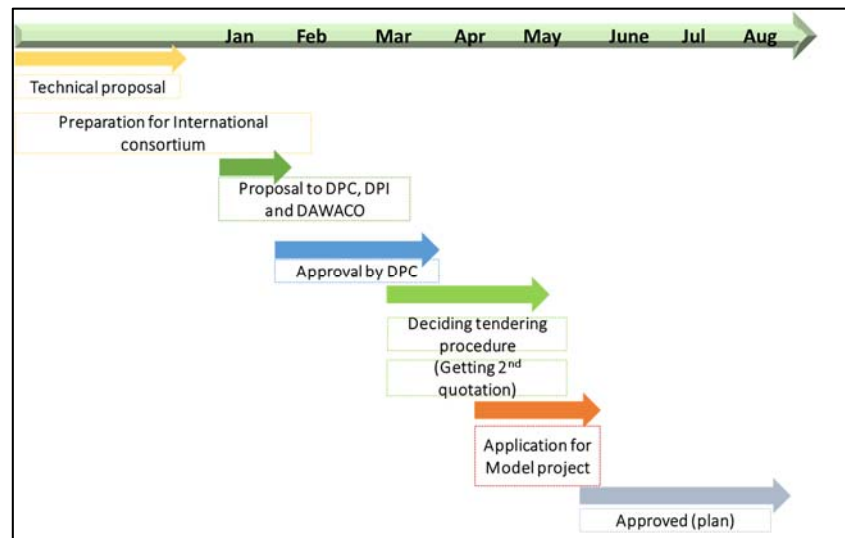 Jan Feb Mar Apr May June Jul Aug
Technical proposal
Preparation for International
consortium
Proposal to DPC, DPI
and DAWACO
Approval by DPC
Deciding tendering
procedure
(Getting 2nd
quotation)
Application for
Model project
Approved (plan)